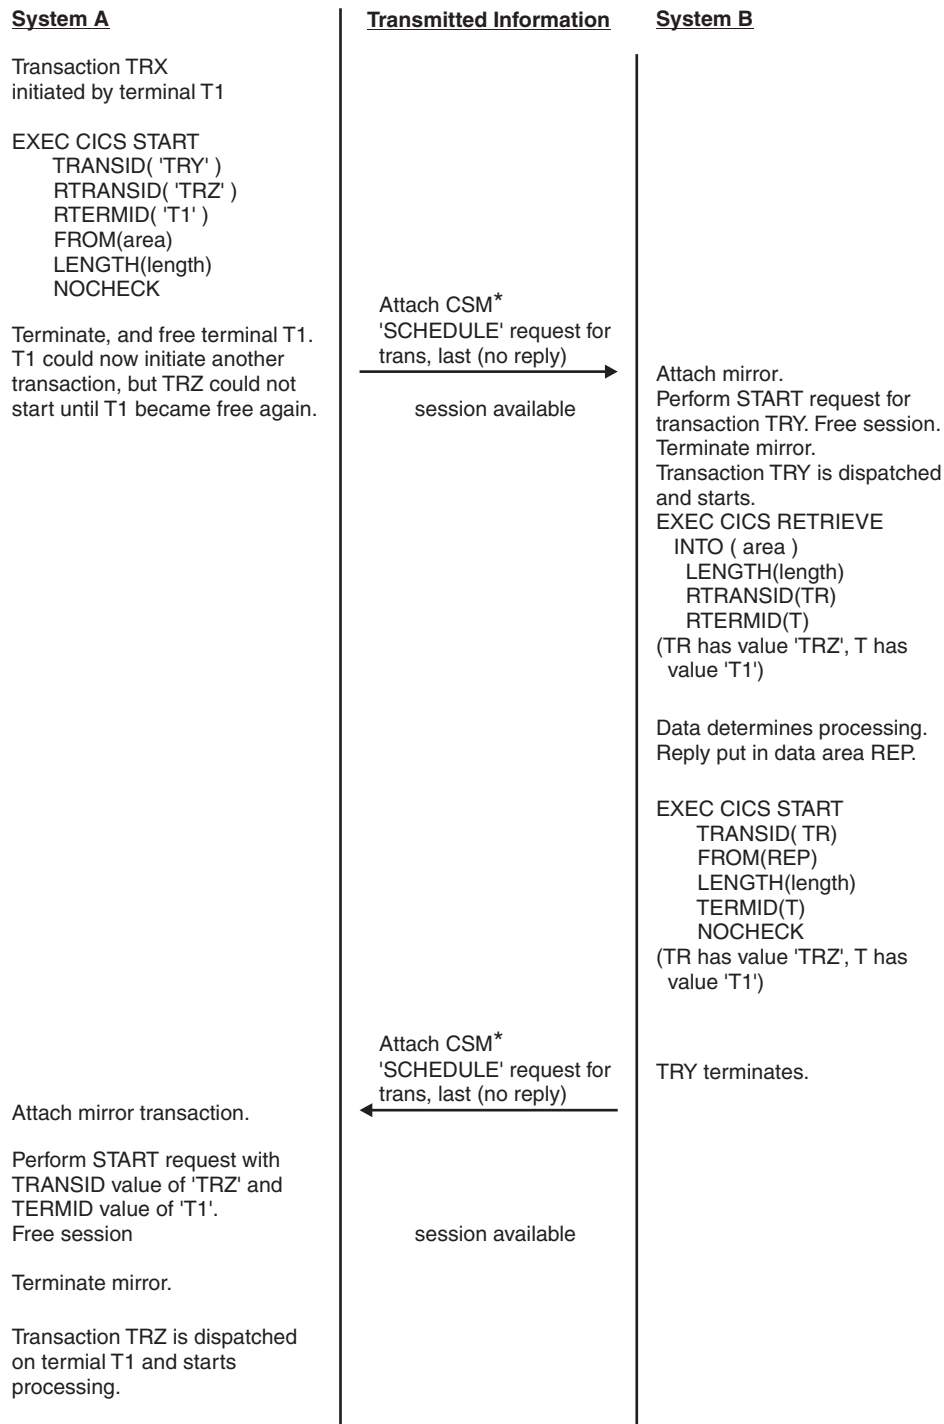 System A
Transmitted Information
System B
Transaction TRX
initiated by terminal T1
EXEC CICS START
TRANSID( 'TRY' )
RTRANSID( 'TRZ' )
RTERMID( 'T1' )
FROM(area)
LENGTH(length)
NOCHECK
Attach CSM*
'SCHEDULE' request for
trans, last (no reply)
Terminate, and free terminal T1.
T1 could now initiate another
transaction, but TRZ could not
start until T1 became free again.
session available
Attach mirror.
Perform START request for
transaction TRY. Free session.
Terminate mirror.
Transaction TRY is dispatched
and starts.
EXEC CICS RETRIEVE
INTO ( area )
LENGTH(length)
RTRANSID(TR)
RTERMID(T)
(TR has value 'TRZ', T has
value 'T1')
Data determines processing.
Reply put in data area REP.
EXEC CICS START
TRANSID( TR)
FROM(REP)
LENGTH(length)
TERMID(T)
NOCHECK
(TR has value 'TRZ', T has
value 'T1')
Attach CSM*
'SCHEDULE' request for
trans, last (no reply)
TRY terminates.
Attach mirror transaction.
Perform START request with
TRANSID value of 'TRZ' and
TERMID value of 'T1'.
Free session
session available
Terminate mirror.
Transaction TRZ is dispatched
on termial T1 and starts
processing.